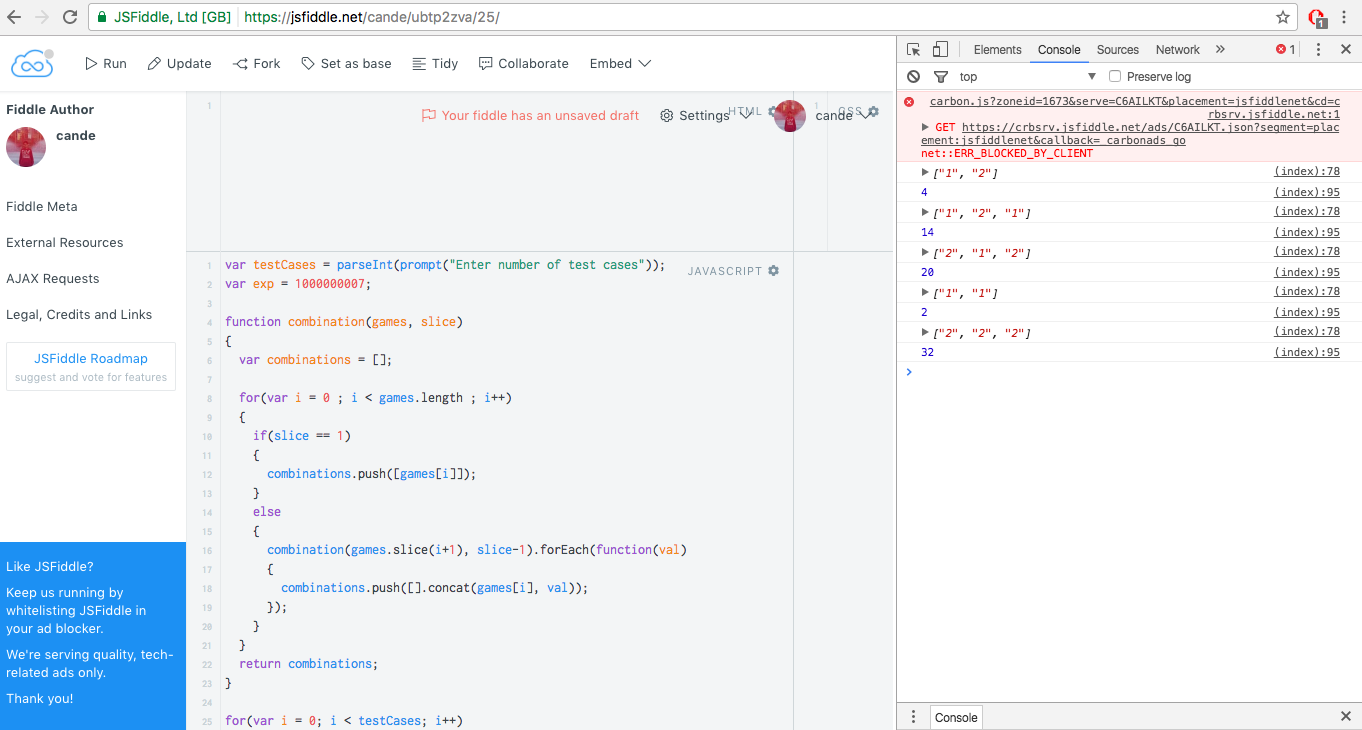 JSFiddle, Ltd [GB] https://jsfiddle.net/cande/ubtp2zva/25/
1
Run Update Fork Set as base Tidy Collaborate Embed
Fiddle Author
cande
Fiddle Meta
External Resources
AJAX Requests
Legal, Credits and Links
JSFiddle Roadmap
suggest and vote for features
Like JSFiddle?
Keep us running by
whitelisting JSFiddle in
your ad blocker.
We're serving quality, tech-
related ads only.
Thank you!
1
Your fiddle has an unsaved draft Settings HTML cande
1 CSS
JAVASCRIPT
1 var testCases = parseInt(prompt("Enter number of test cases"));
2 var exp = 1000000007;
3
4 function combination(games, slice)
5 {
6 var combinations = [];
7
8 for(var i = 0 ; i < games.length ; i++)
9 {
10 if(slice == 1)
11 {
12 combinations.push([games[i]]);
13 }
14 else
15 {
16 combination(games.slice(i+1), slice-1).forEach(function(val)
17 {
18 combinations.push([].concat(games[i], val));
19 });
20 }
21 }
22 return combinations;
23 }
24
25 for(var i = 0; i < testCases; i++)
Elements Console Sources Network » 1
top Preserve log
carbon.js?zoneid=1673&serve=C6AILKT&placement=jsfiddlenet&cd=c
rbsrv.jsfiddle.net:1
GET https://crbsrv.jsfiddle.net/ads/C6AILKT.json?segment=plac
ement:jsfiddlenet&callback=_carbonads_go
net::ERR_BLOCKED_BY_CLIENT
["1", "2"] (index):78
4 (index):95
["1", "2", "1"] (index):78
14 (index):95
["2", "1", "2"] (index):78
20 (index):95
["1", "1"] (index):78
2 (index):95
["2", "2", "2"] (index):78
32 (index):95
Console